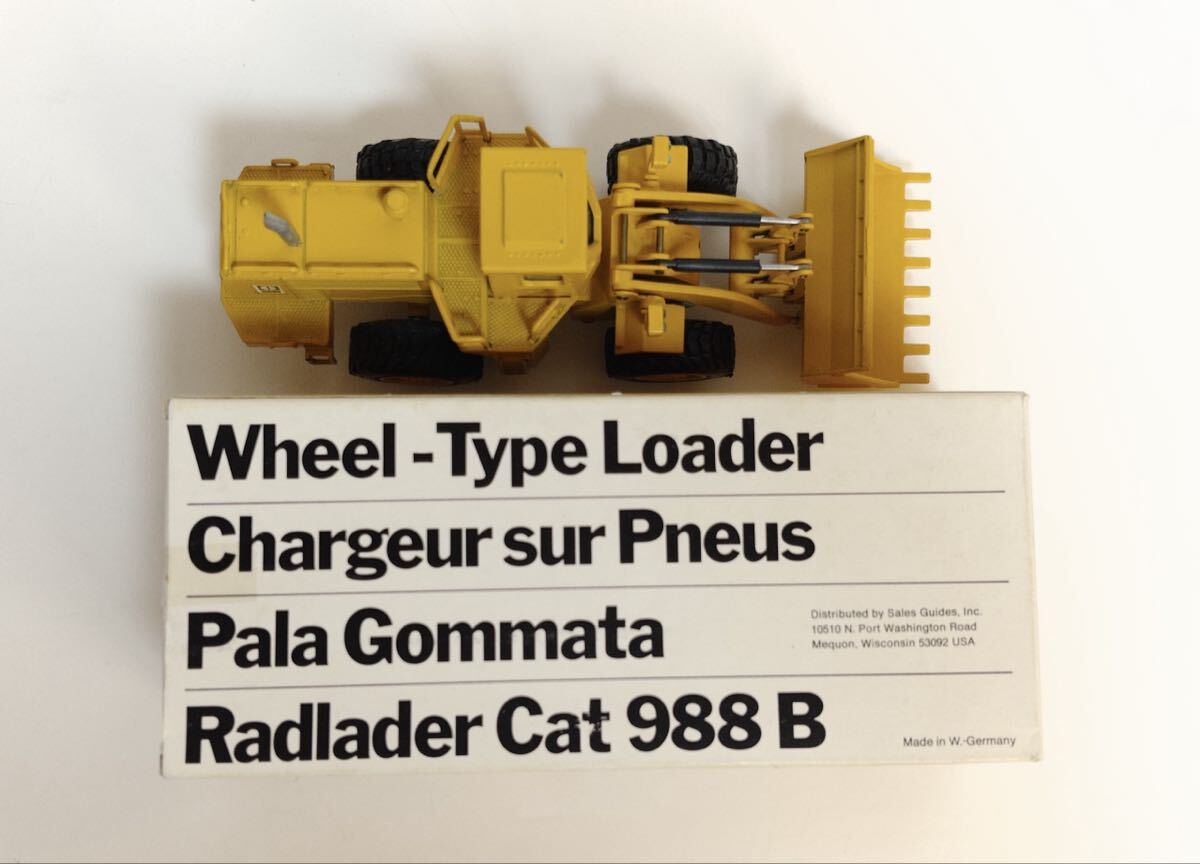 Wheel - Type Loader
Chargeur sur Pneus
Pala Gommata
Distributed by Sales Guides, Inc.
10510 N. Port Washington Road
Mequon, Wisconsin 53092 USA
Radlader Cat 988 B
Made in W.-Germany